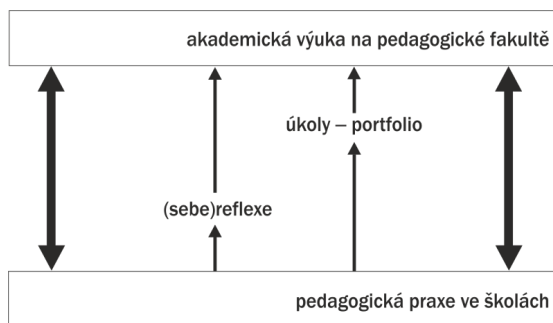 akademická výuka na pedagogické fakultě
úkoly – portfolio
(sebe)reflexe
pedagogická praxe ve školách